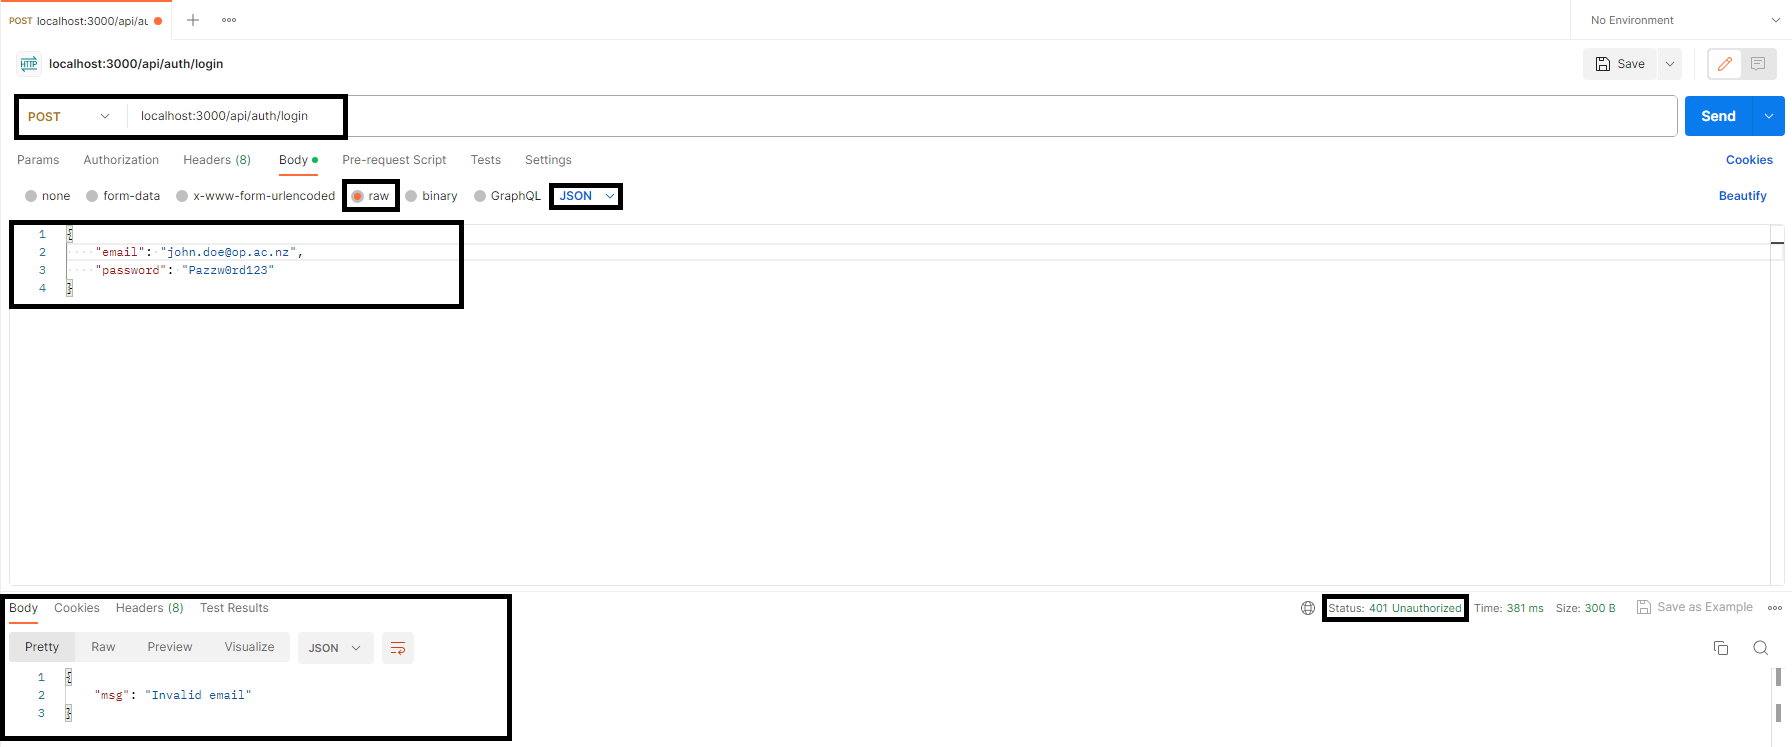 POST localhost:3000/api/au
No Environment
HTTP localhost:3000/api/auth/login
Save
POST localhost:3000/api/auth/login
Send
Params Authorization Headers (8) Body Pre-request Script Tests Settings Cookies
none form-data x-www-form-urlencoded raw binary GraphQL JSON Beautify
1 {
2 "email": "john.doe@op.ac.nz",
3 "password": "Pazzw0rd123"
4 }
Body Cookies Headers (8) Test Results Status: 401 Unauthorized Time: 381 ms Size: 300 B Save as Example
Pretty Raw Preview Visualize JSON
1 {
2 "msg": "Invalid email"
3 }